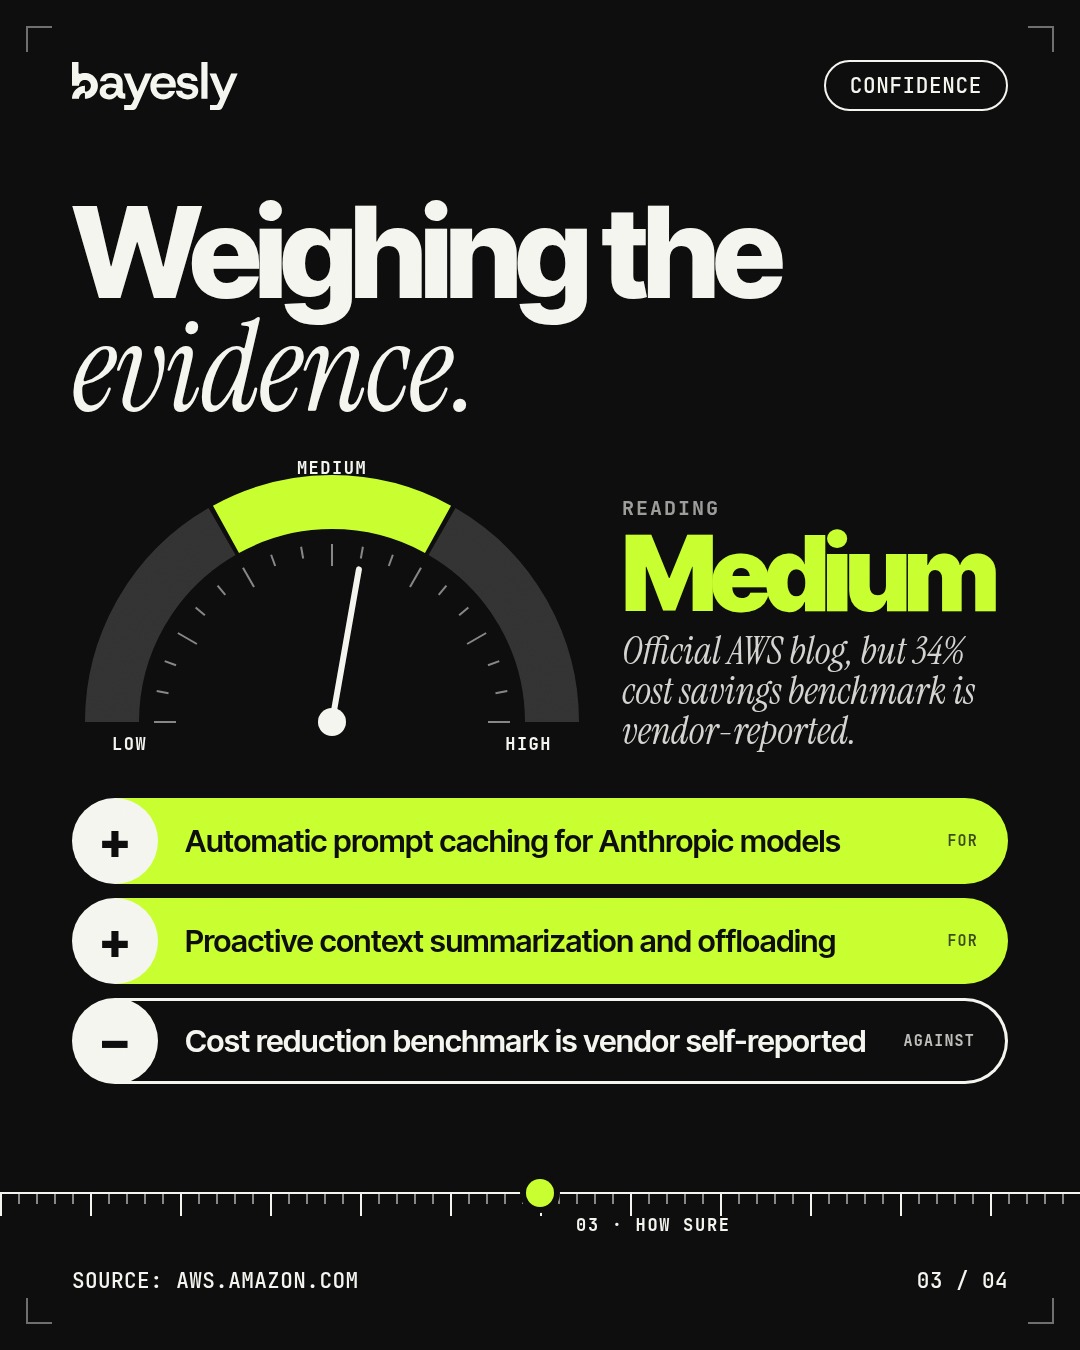 bayesly
CONFIDENCE
Weighing the
evidence.
MEDIUM
LOW
HIGH
READING
Medium
Official AWS blog, but 34%
cost savings benchmark is
vendor-reported.
+ Automatic prompt caching for Anthropic models FOR
+ Proactive context summarization and offloading FOR
− Cost reduction benchmark is vendor self-reported AGAINST
03 · HOW SURE
SOURCE: AWS.AMAZON.COM
03 / 04